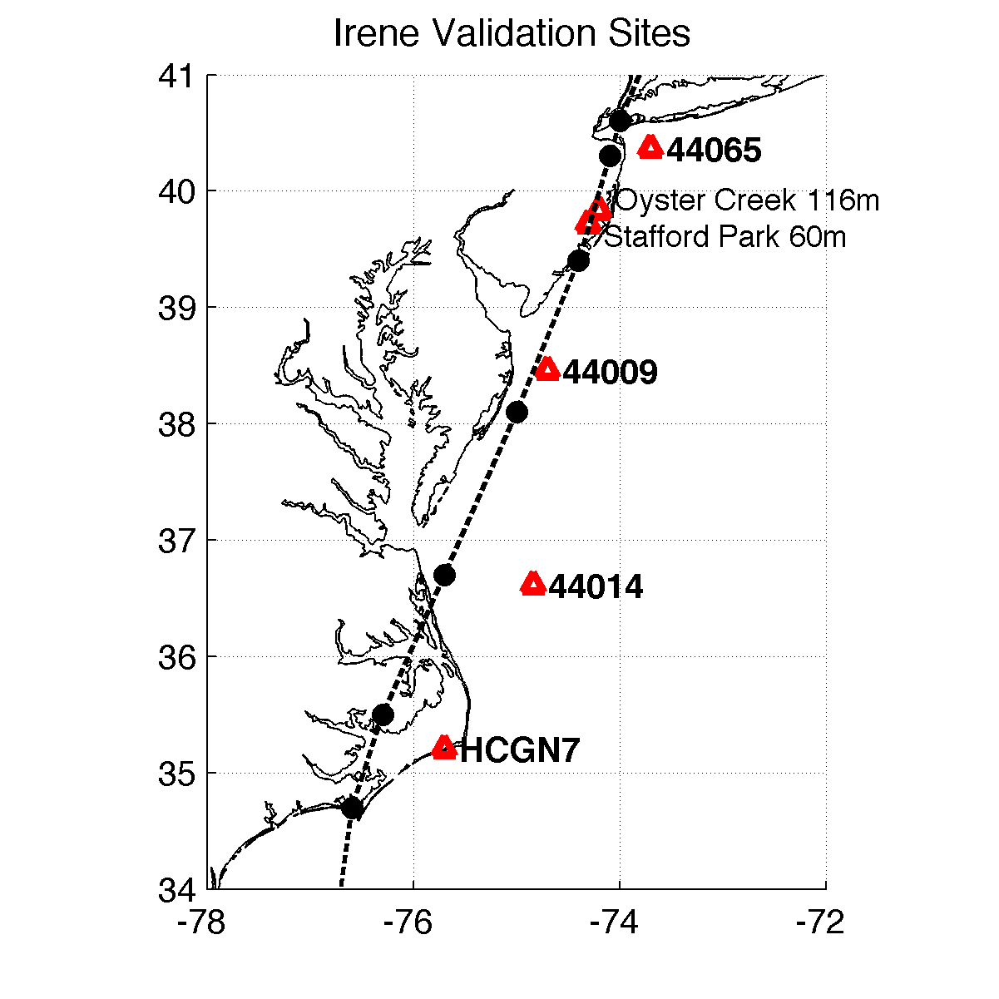 Irene Validation Sites
41
44065
40
Oyster Creek 116m
Stafford Park 60m
39
44009
38
37
44014
36
HCGN7
35
34
-78 -76 -74 -72